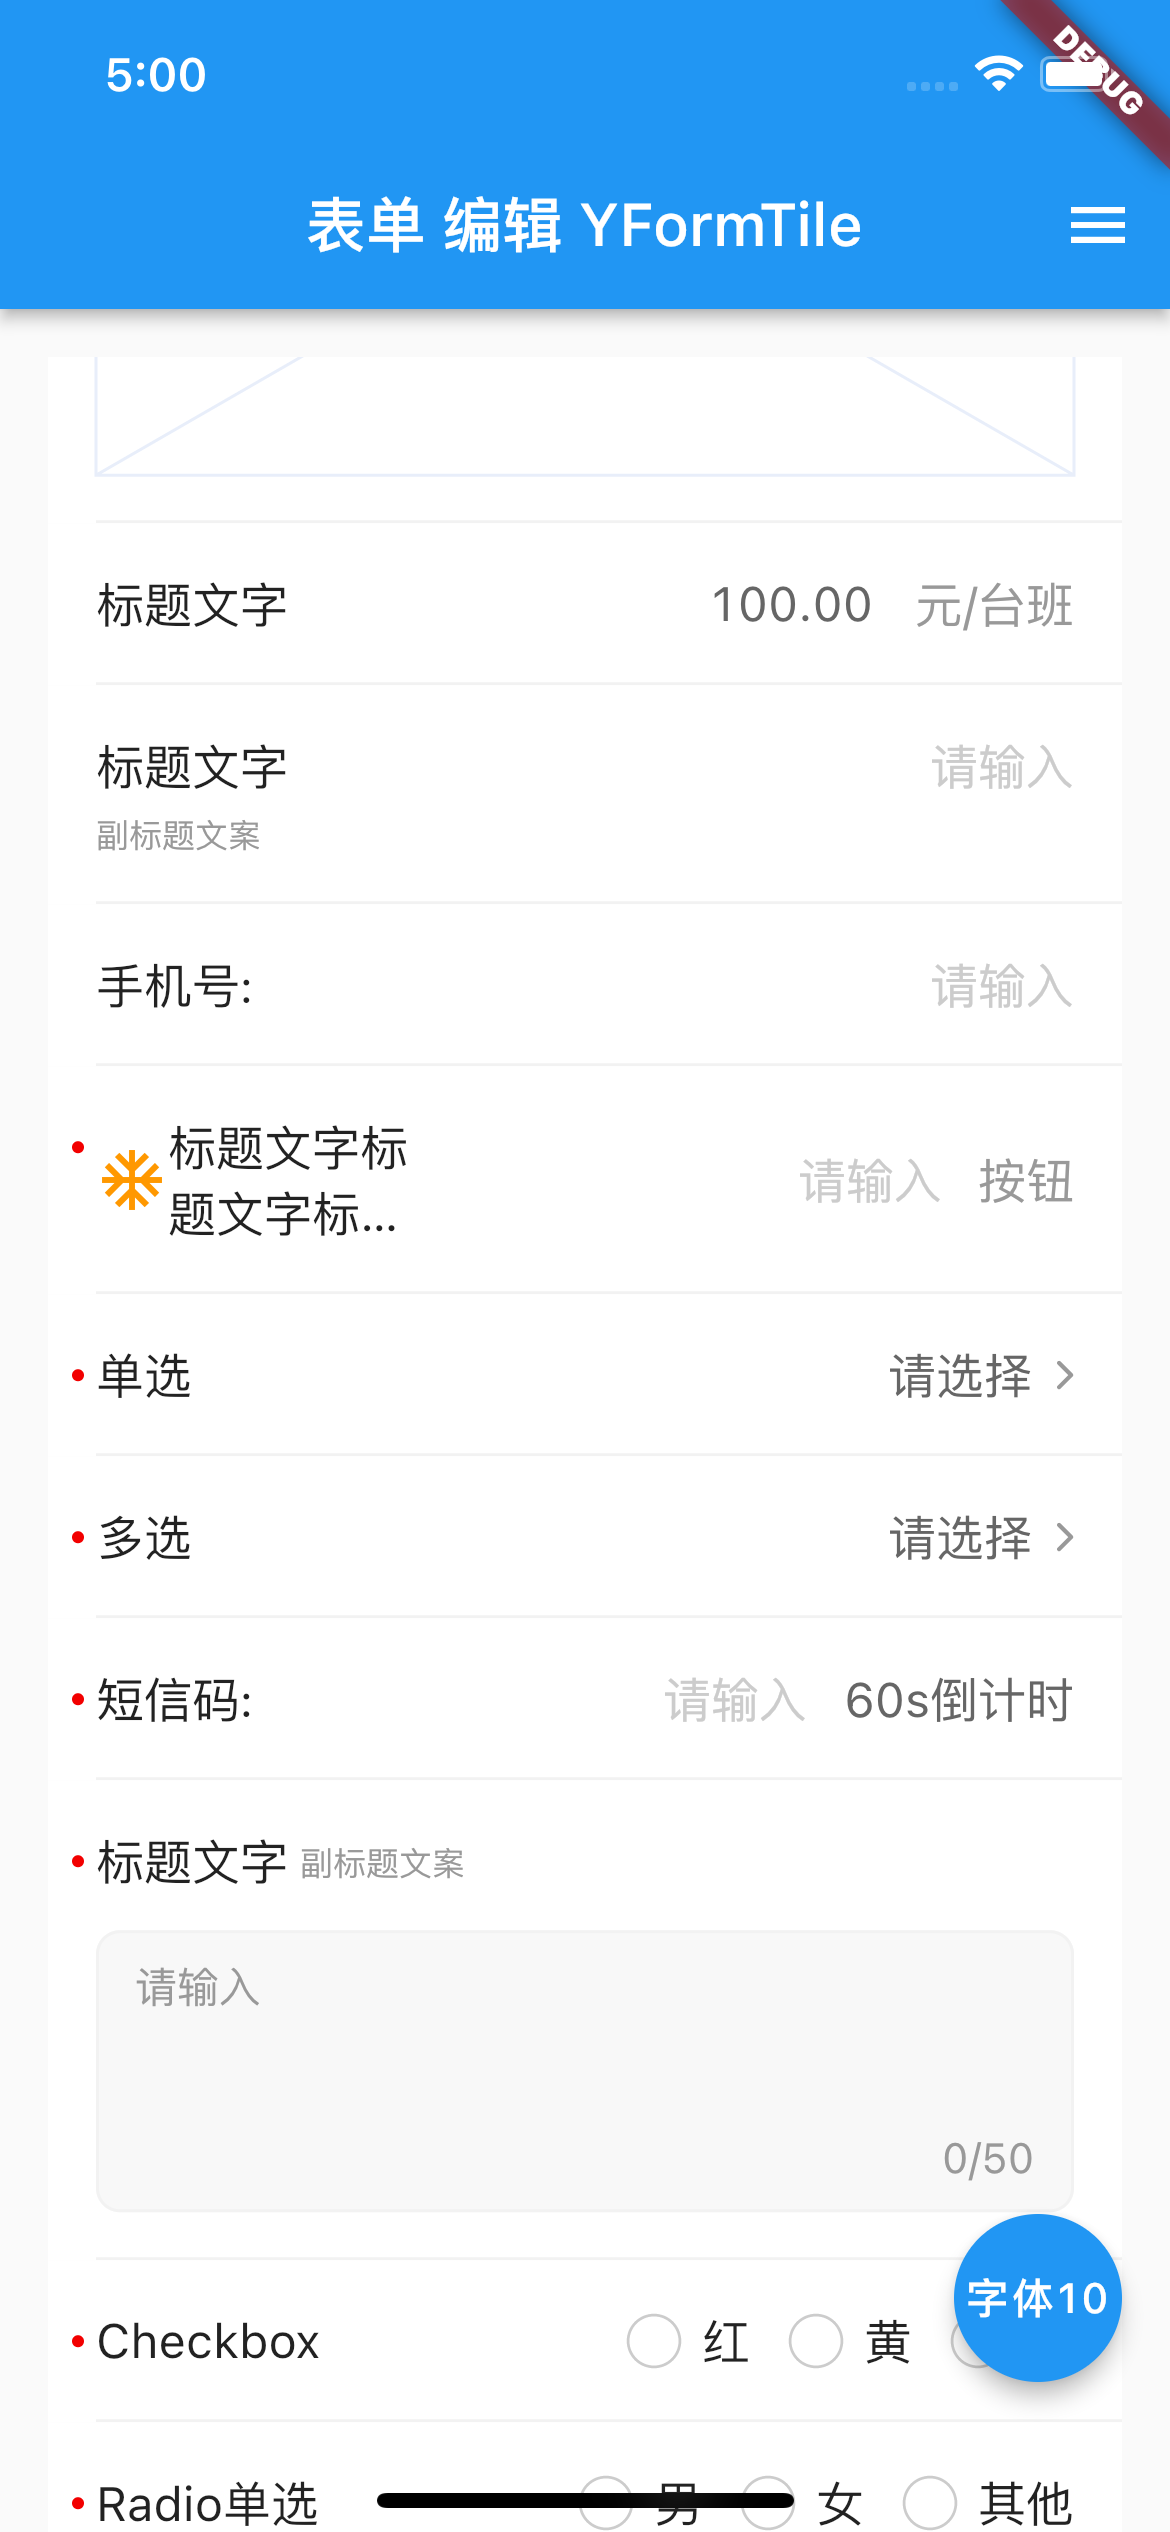 5:00
DEBUG
表单 编辑 YFormTile
标题文字 100.00 元/台班
标题文字 请输入
副标题文案
手机号: 请输入
标题文字标
题文字标...
请输入 按钮
单选 请选择
多选 请选择
短信码: 请输入 60s倒计时
标题文字 副标题文案
请输入
0/50
字体10
Checkbox 红 黄
Radio单选 男 女 其他